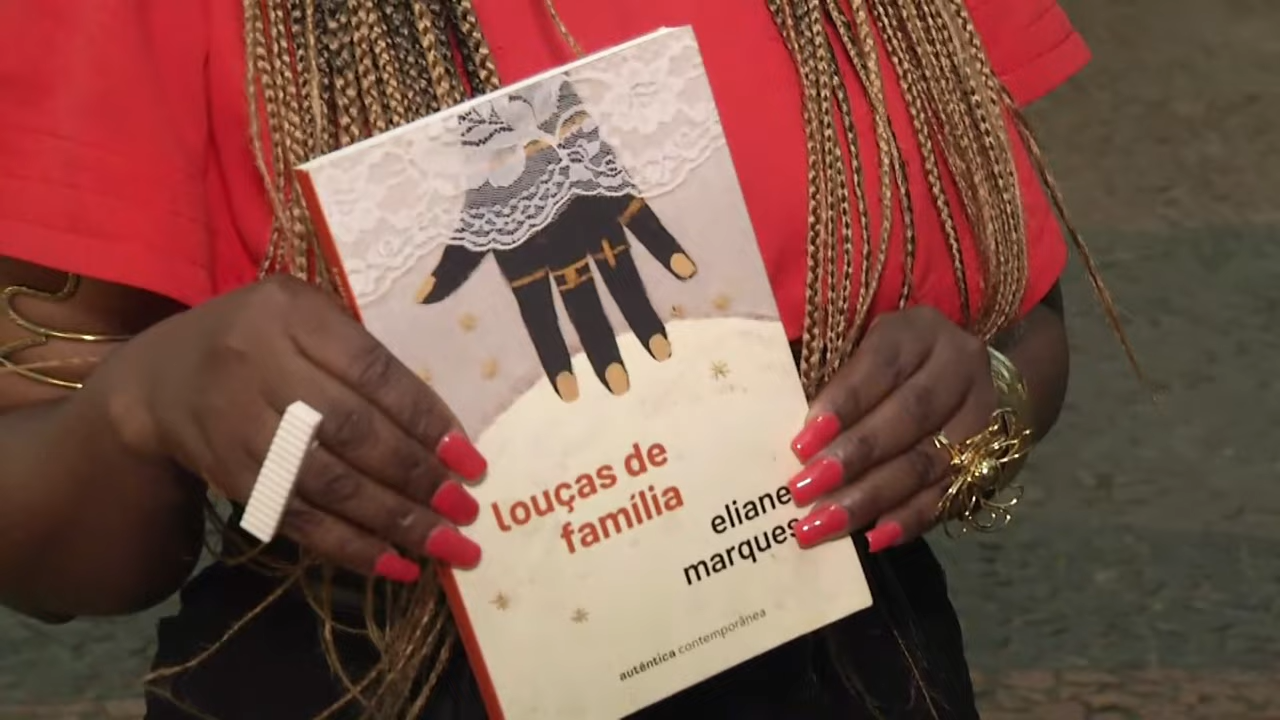 louças de
família
eliane
marques
autêntica contemporânea